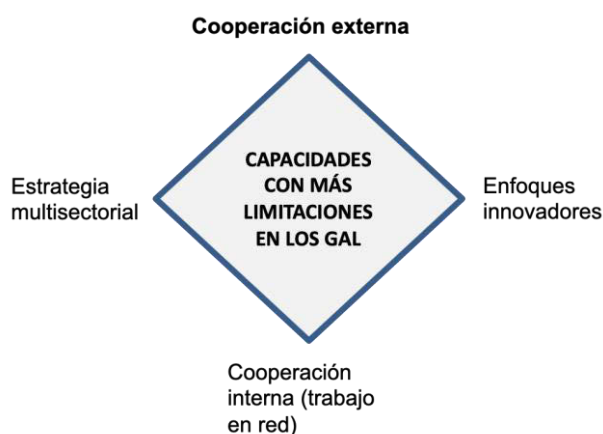 Cooperación externa
Estrategia
multisectorial
CAPACIDADES
CON MÁS
LIMITACIONES
EN LOS GAL
Enfoques
innovadores
Cooperación
interna (trabajo
en red)